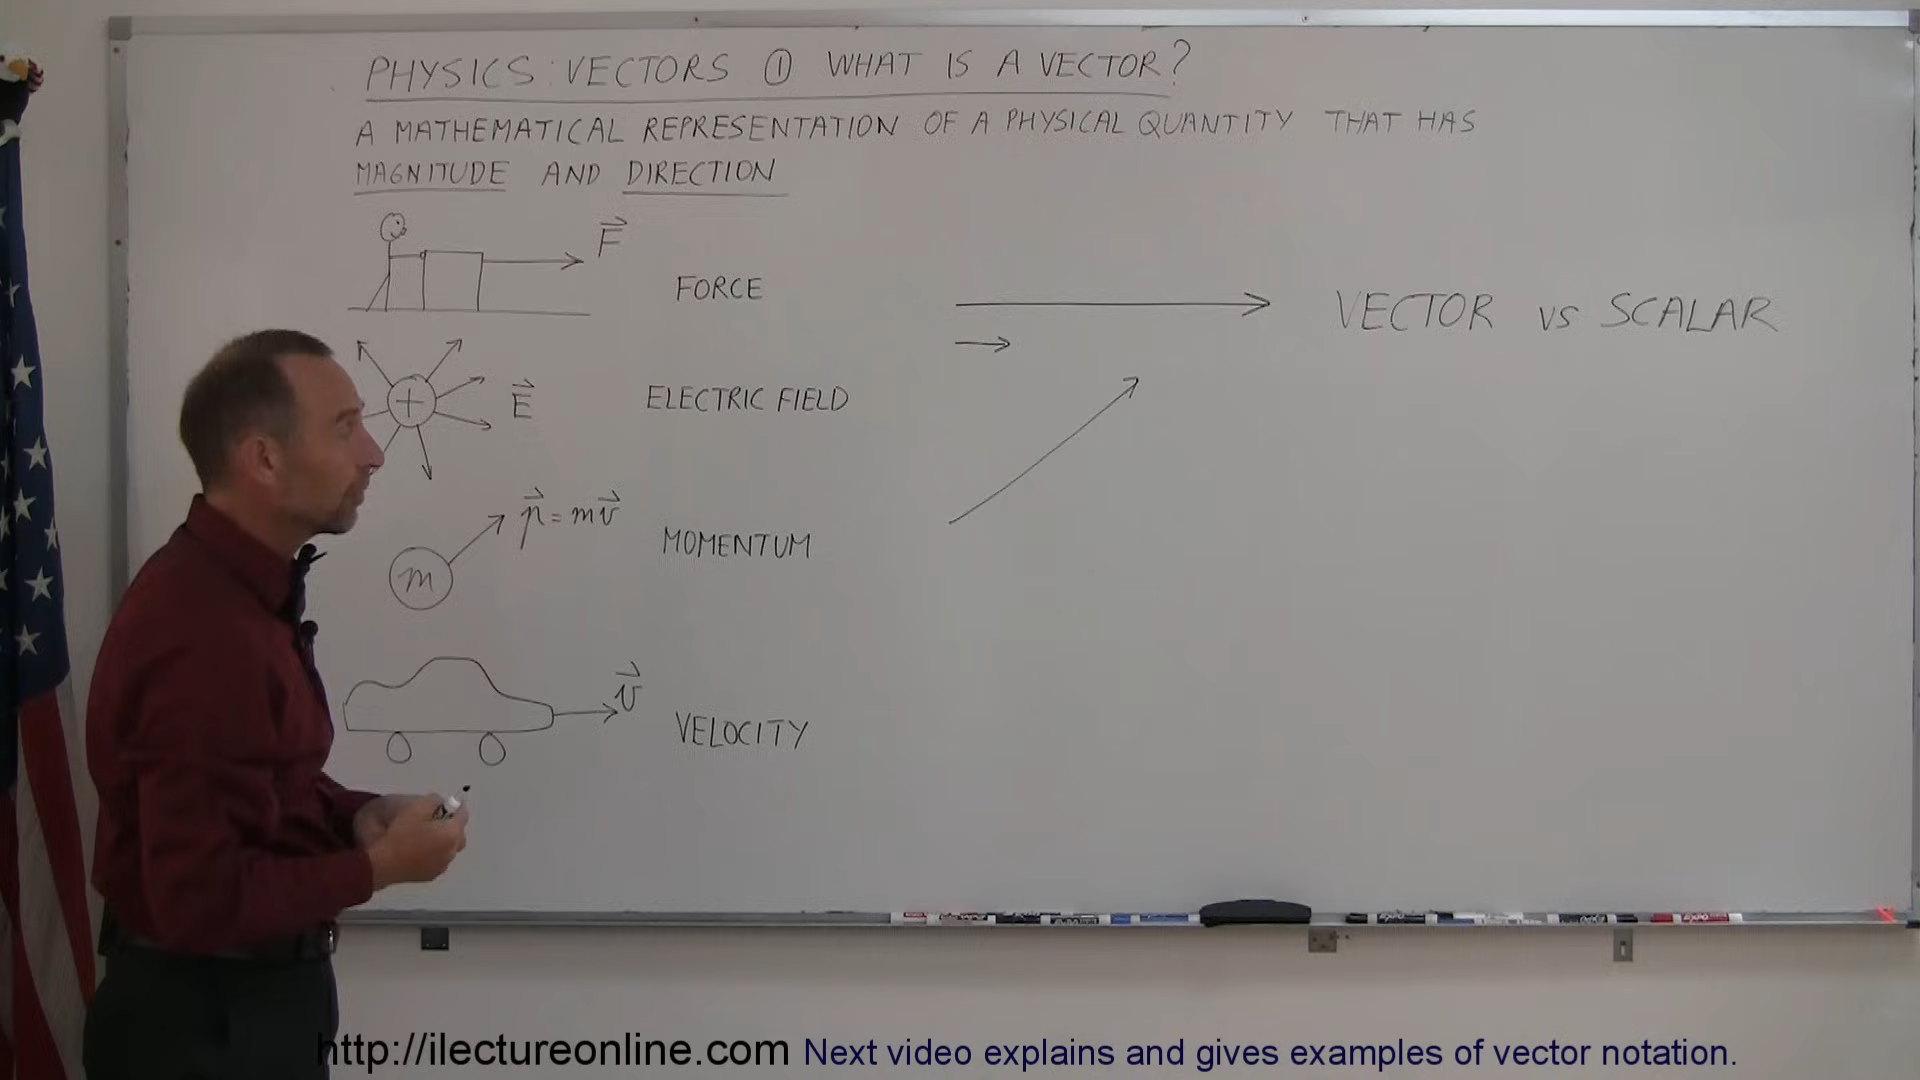 PHYSICS: VECTORS ① WHAT IS A VECTOR?
A MATHEMATICAL REPRESENTATION OF A PHYSICAL QUANTITY THAT HAS
MAGNITUDE AND DIRECTION
F⃗
FORCE
VECTOR vs SCALAR
+
E⃗
ELECTRIC FIELD
p⃗ = mv⃗
MOMENTUM
m
v⃗
VELOCITY
http://ilectureonline.com Next video explains and gives examples of vector notation.